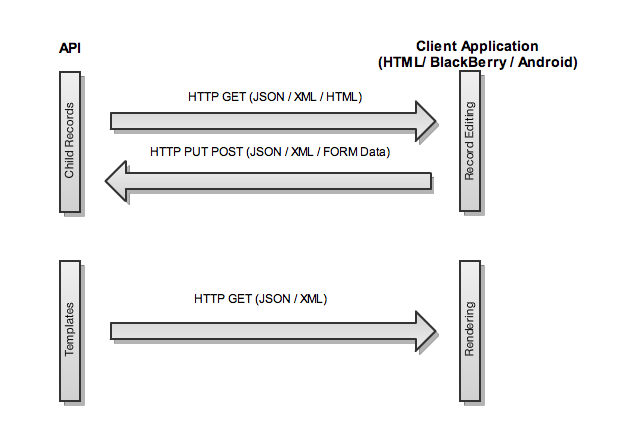 API
Client Application
(HTML/ BlackBerry / Android)
HTTP GET (JSON / XML / HTML)
Child Records
Record Editing
HTTP PUT POST (JSON / XML / FORM Data)
HTTP GET (JSON / XML)
Templates
Rendering